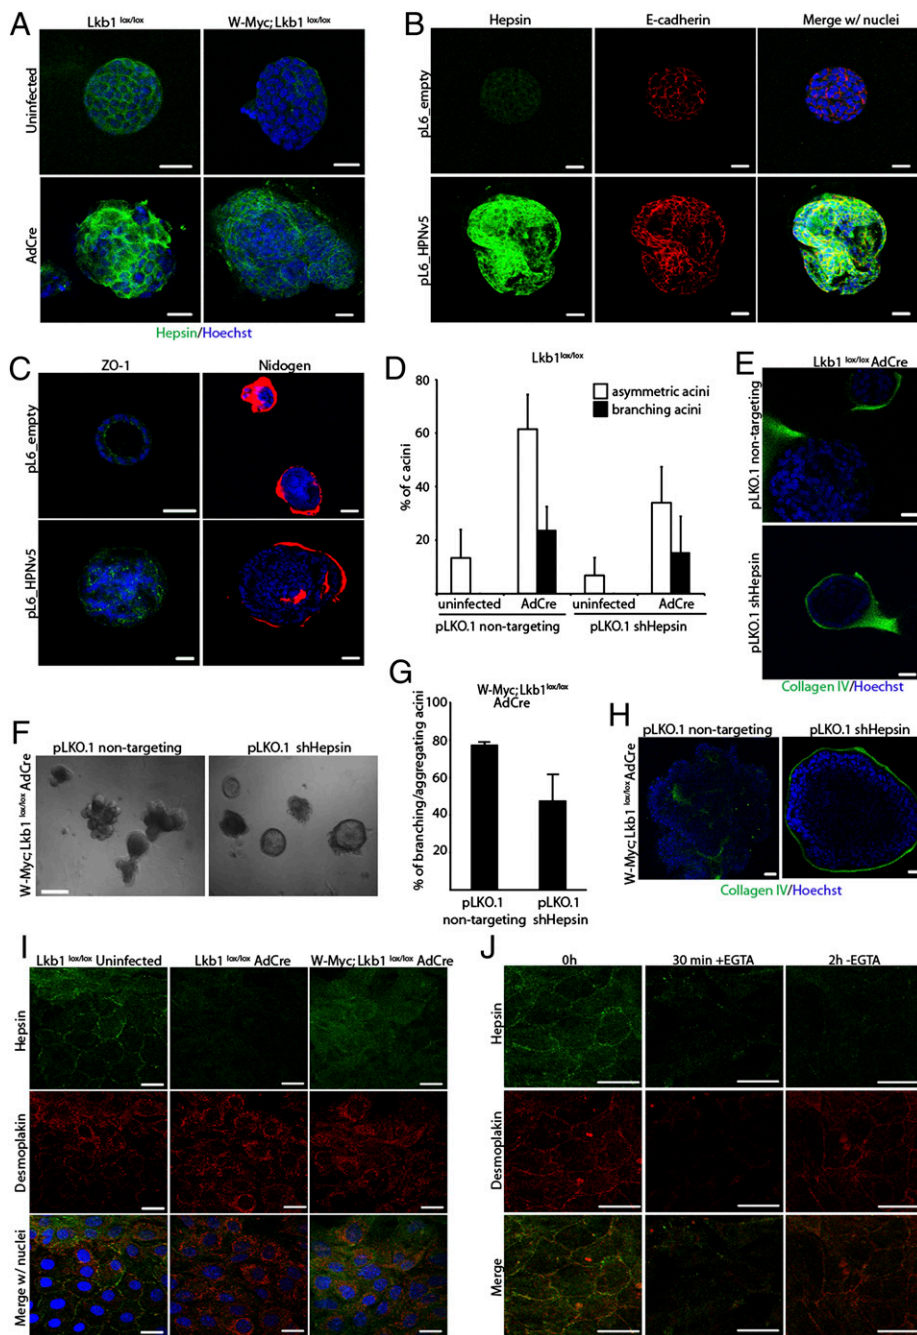 A
Lkb1 lox/lox
W-Myc; Lkb1 lox/lox
Uninfected
AdCre
Hepsin/Hoechst
B
Hepsin
E-cadherin
Merge w/ nuclei
pL6_empty
pL6_HPNv5
C
ZO-1
Nidogen
pL6_empty
pL6_HPNv5
D
Lkb1lox/lox
% of c acini
80
60
40
20
0
asymmetric acini
branching acini
uninfected
AdCre
uninfected
AdCre
pLKO.1 non-targeting
pLKO.1 shHepsin
E
Lkb1 lox/lox AdCre
pLKO.1 non-targeting
pLKO.1 shHepsin
Collagen IV/Hoechst
F
pLKO.1 non-targeting
pLKO.1 shHepsin
W-Myc; Lkb1 lox/lox AdCre
G
W-Myc; Lkb1lox/lox
AdCre
% of branching/aggregating acini
100
80
60
40
20
pLKO.1
non-targeting
pLKO.1
shHepsin
H
pLKO.1 non-targeting
pLKO.1 shHepsin
W-Myc; Lkb1 lox/lox AdCre
Collagen IV/Hoechst
I
Lkb1 lox/lox Uninfected
Lkb1 lox/lox AdCre
W-Myc; Lkb1 lox/lox AdCre
Hepsin
Desmoplakin
Merge w/ nuclei
J
0h
30 min +EGTA
2h -EGTA
Hepsin
Desmoplakin
Merge